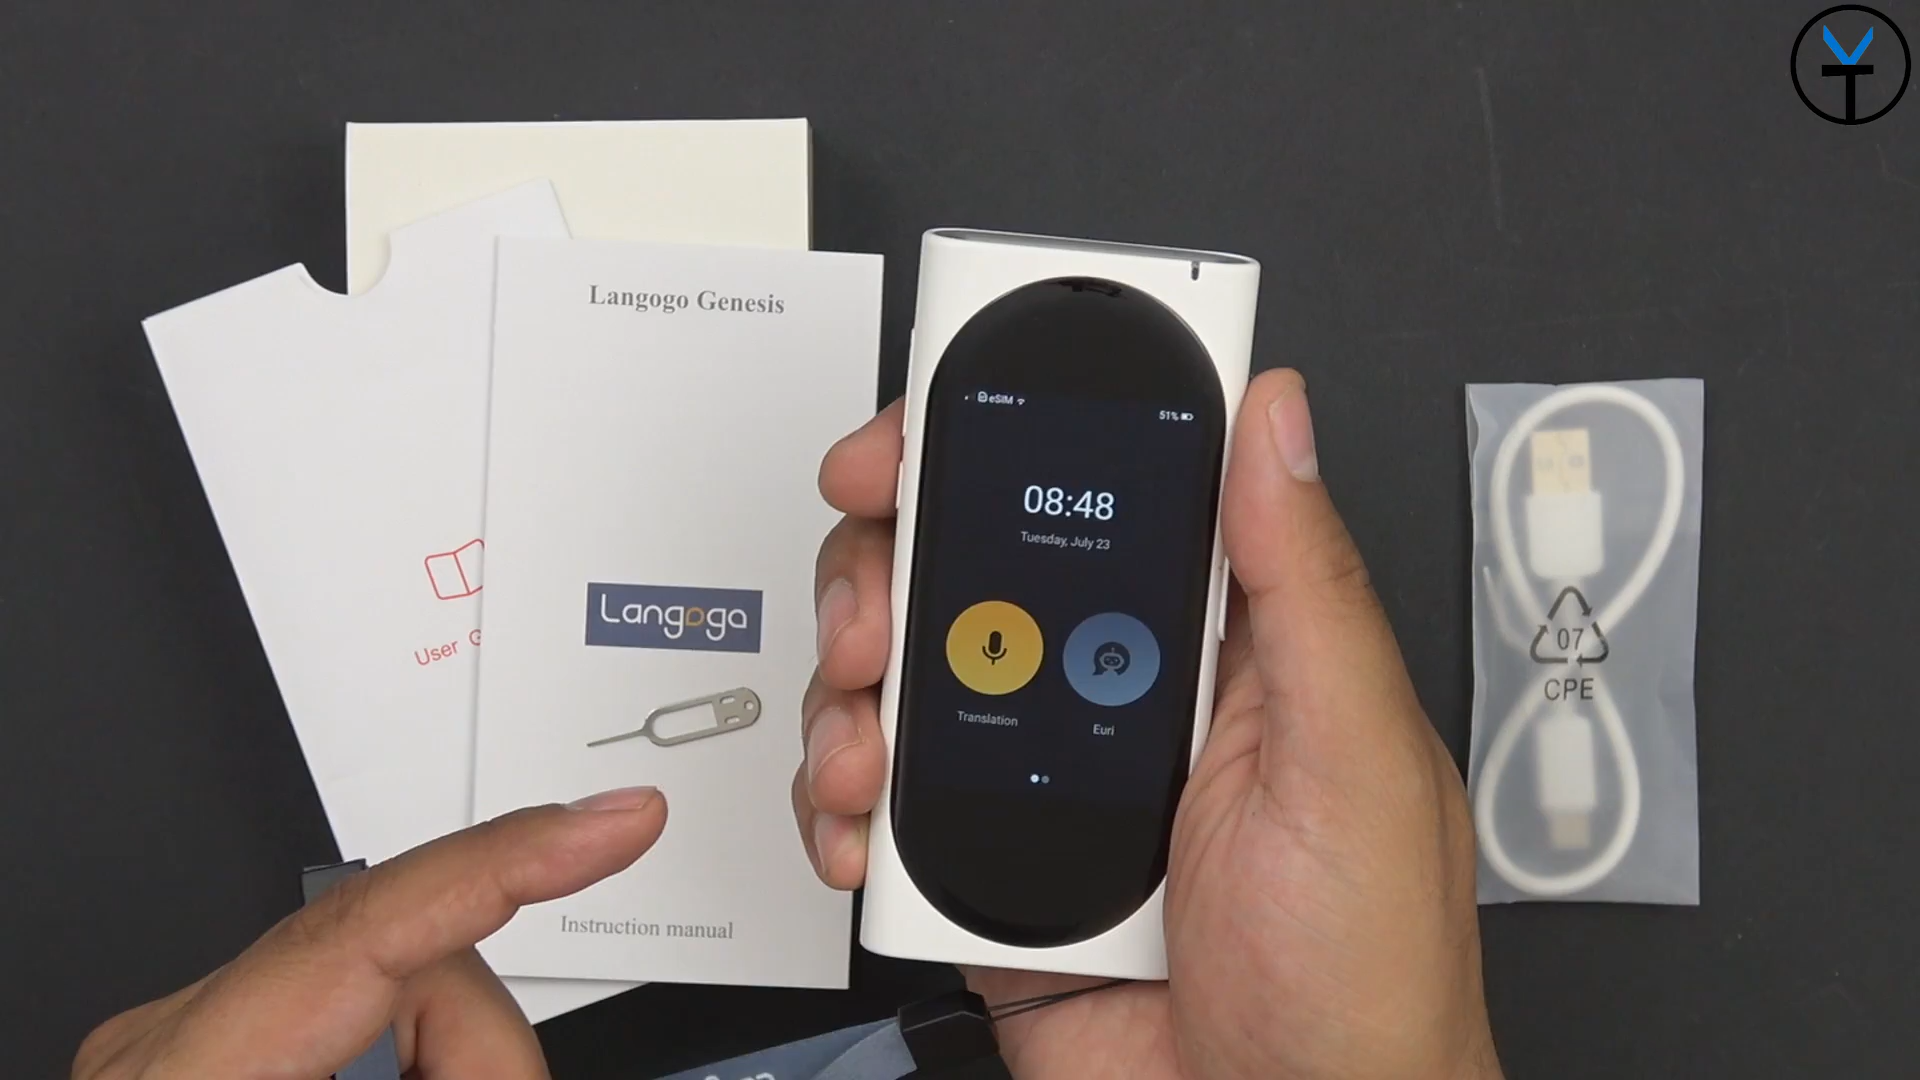 Langogo Genesis
Langogo
User
Instruction manual
eSIM
51%
08:48
Tuesday, July 23
Translation
Euri
07
CPE